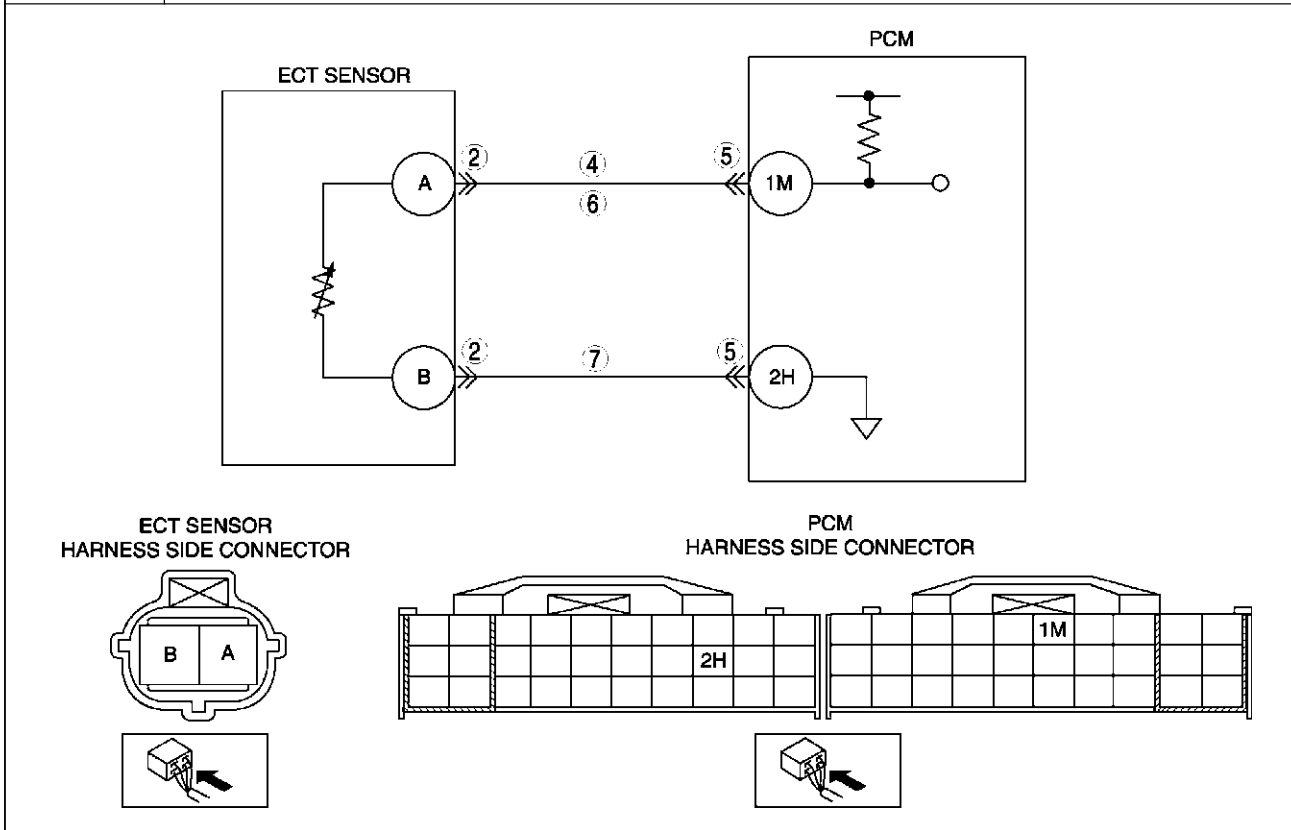 PCM
ECT SENSOR
2 4 5
A 1M
6
2 7 5
B 2H
ECT SENSOR
HARNESS SIDE CONNECTOR
PCM
HARNESS SIDE CONNECTOR
B A
2H
1M